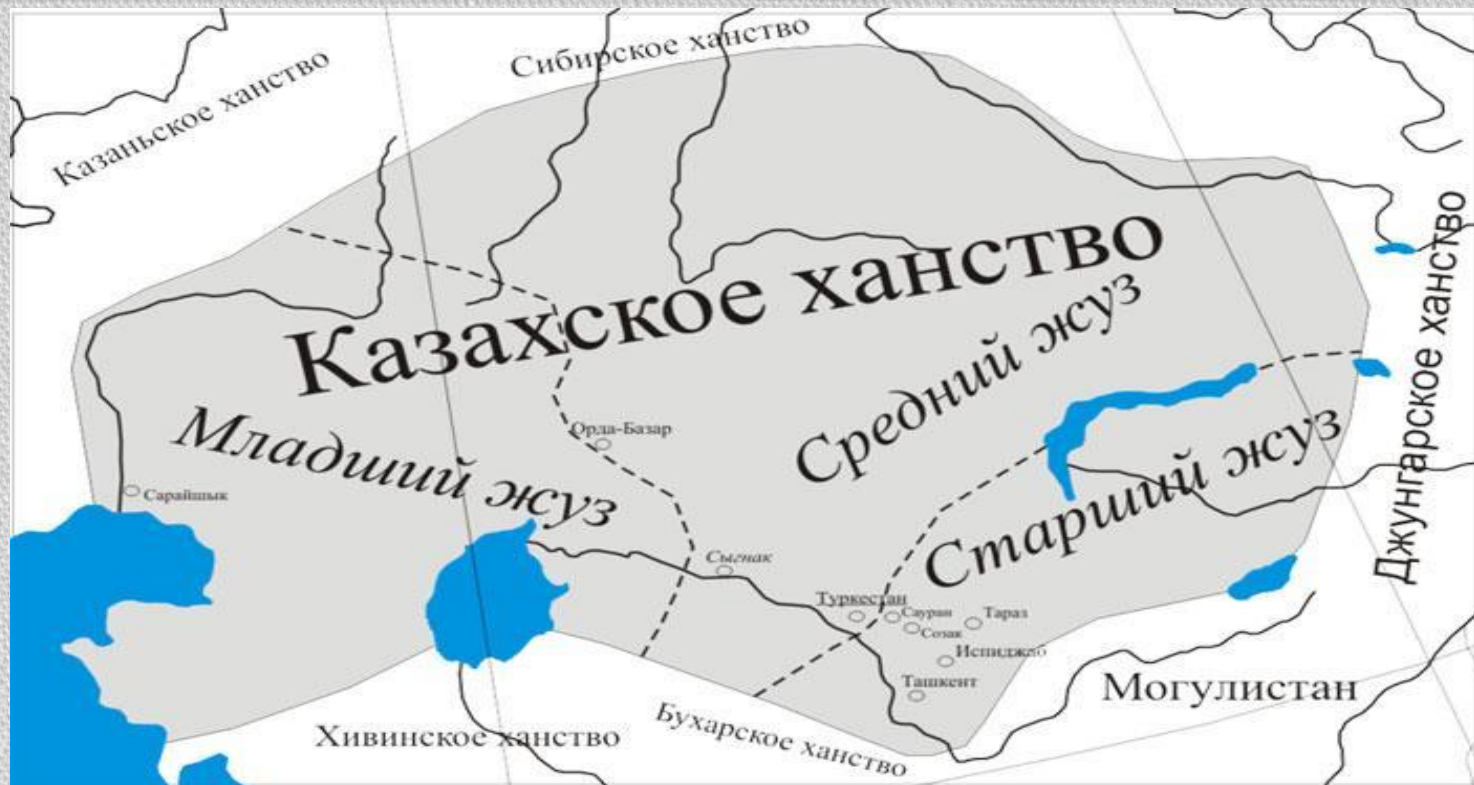 Сибирское ханство
Казаньское ханство
Джунгарское ханство
Казахское ханство
Средний жуз
Младший жуз
Старший жуз
Орда-Базар
Сарайшык
Сыгнак
Туркестан
Сауран
Тараз
Созак
Испиджаб
Ташкент
Могулистан
Хивинское ханство
Бухарское ханство